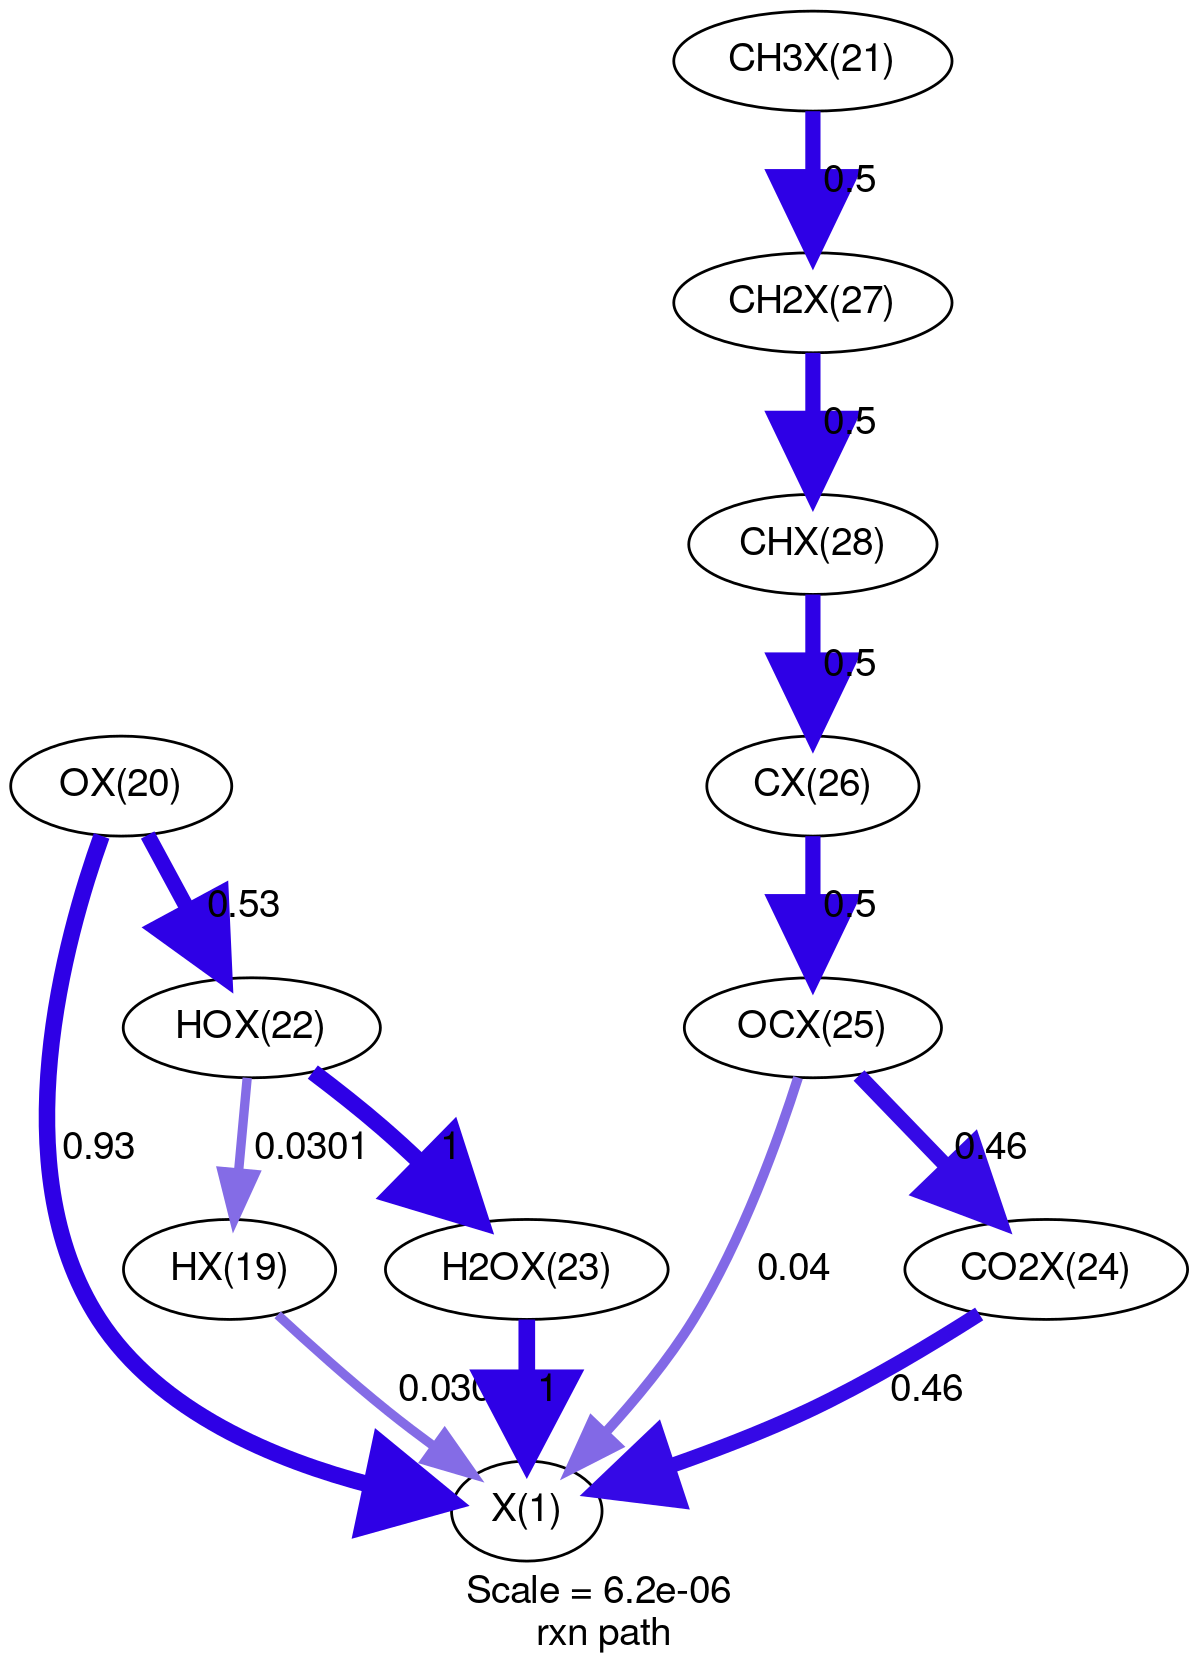 CH3X(21)
0.5
CH2X(27)
0.5
CHX(28)
0.5
OX(20)
CX(26)
0.53
0.5
HOX(22)
OCX(25)
0.93
0.0301
1
0.46
HX(19)
H2OX(23)
0.04
CO2X(24)
1
0.46
X(1)
Scale = 6.2e-06
rxn path